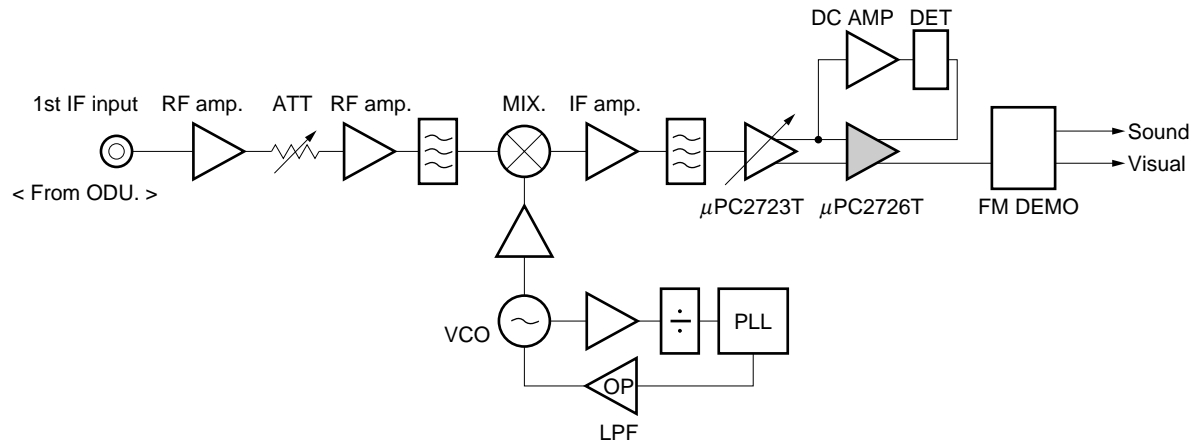 DC AMP DET
1st IF input RF amp. ATT RF amp. MIX. IF amp.
Sound
Visual
< From ODU. >
μPC2723T μPC2726T FM DEMO
VCO
÷
PLL
OP
LPF